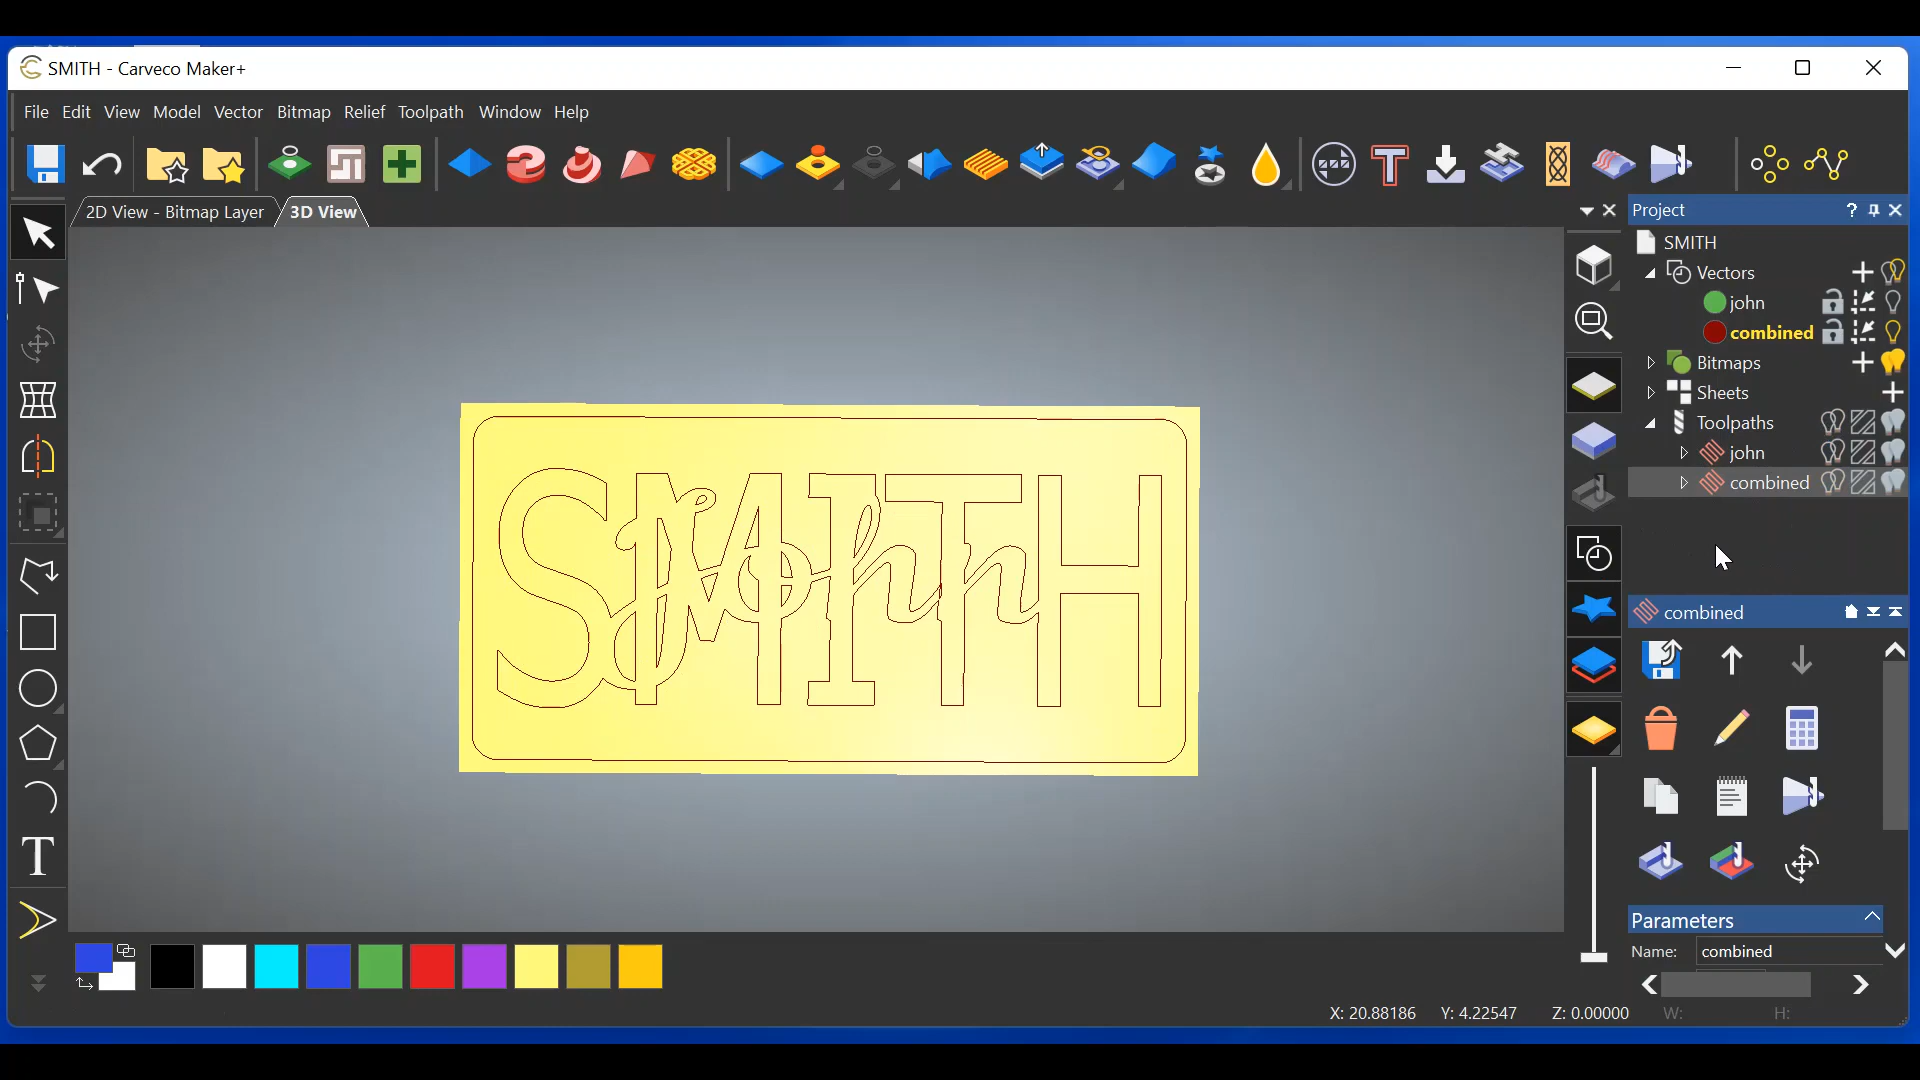 SMITH - Carveco Maker+
File Edit View Model Vector Bitmap Relief Toolpath Window Help
2D View - Bitmap Layer
3D View
SMITH
john
Project
SMITH
Vectors
john
combined
Bitmaps
Sheets
Toolpaths
john
combined
combined
Parameters
Name: combined
X: 20.88186 Y: 4.22547 Z: 0.00000 W: H: